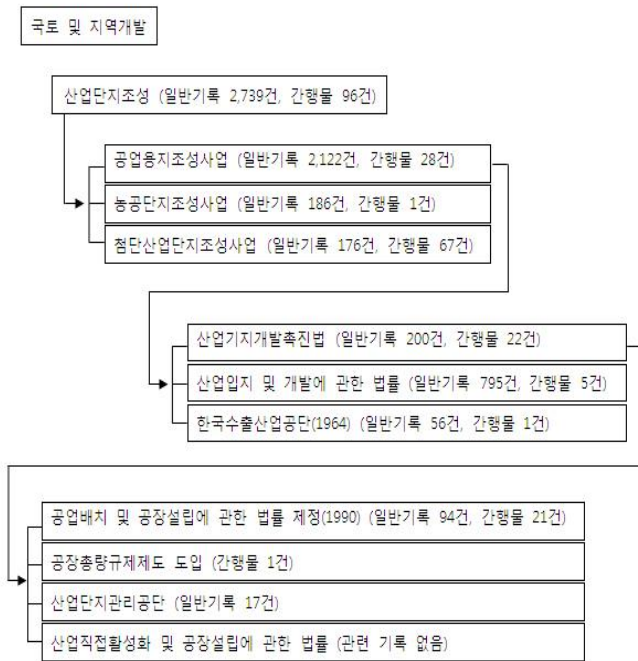 국토 및 지역개발
산업단지조성 (일반기록 2,739건, 간행물 96건)
공업용지조성사업 (일반기록 2,122건, 간행물 28건)
농공단지조성사업 (일반기록 186건, 간행물 1건)
첨단산업단지조성사업 (일반기록 176건, 간행물 67건)
산업기지개발촉진법 (일반기록 200건, 간행물 22건)
산업입지 및 개발에 관한 법률 (일반기록 795건, 간행물 5건)
한국수출산업공단(1964) (일반기록 56건, 간행물 1건)
공업배치 및 공장설립에 관한 법률 제정(1990) (일반기록 94건, 간행물 21건)
공장총량규제제도 도입 (간행물 1건)
산업단지관리공단 (일반기록 17건)
산업직접활성화 및 공장설립에 관한 법률 (관련 기록 없음)